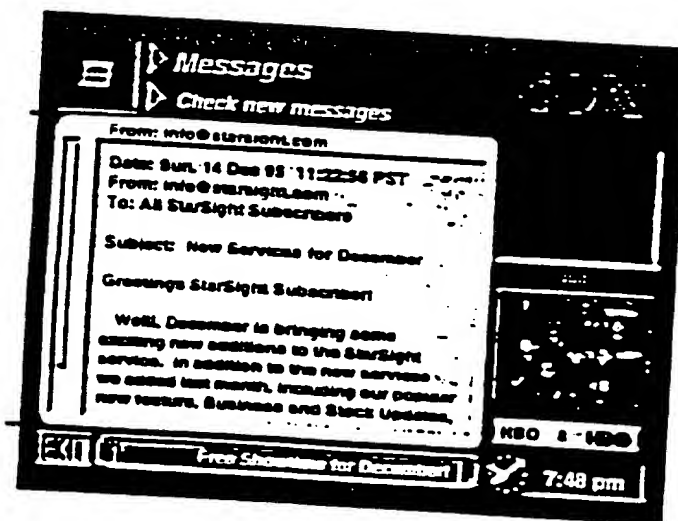 Messages
Check new messages
From: info@starsight.com
Date: Sun, 14 Dec 95 11:22:56 PST
From: info@starsight.com
To: All StarSight Subscribers
Subject: New Services for December
Greetings StarSight Subscriber!
Well, December is bringing some
exciting new additions to the StarSight
service. In addition to the new services
we added last month, including our popular
new feature, Business and Stock Updates,
HBO HBO
Free Showtime for December!
7:48 pm